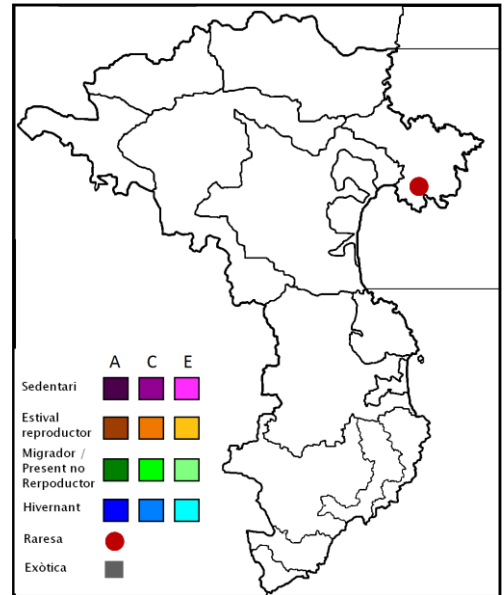 A C E
Sedentari
Estival
reproductor
Migrador /
Present no
Rerpoductor
Hivernant
Raresa
Exòtica